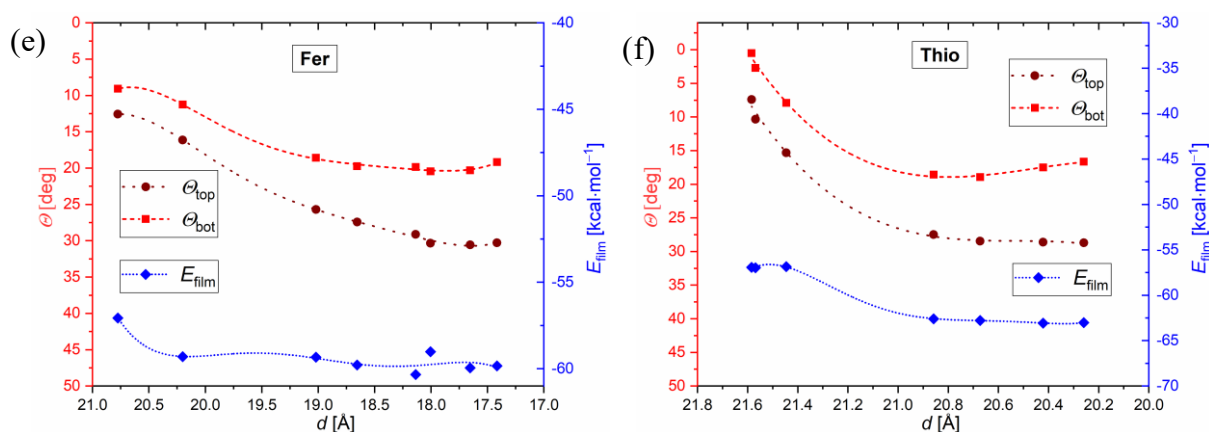 (e)
Fer
Θ [deg]
0
5
10
15
20
25
30
35
40
45
50
Θtop
Θbot
Efilm
-40
-45
-50
-55
-60
Efilm [kcal·mol−1]
21.0 20.5 20.0 19.5 19.0 18.5 18.0 17.5 17.0
d [Å]
(f)
Thio
Θ [deg]
0
5
10
15
20
25
30
35
40
45
50
Θtop
Θbot
Efilm
-30
-35
-40
-45
-50
-55
-60
-65
-70
Efilm [kcal·mol−1]
21.8 21.6 21.4 21.2 21.0 20.8 20.6 20.4 20.2 20.0
d [Å]